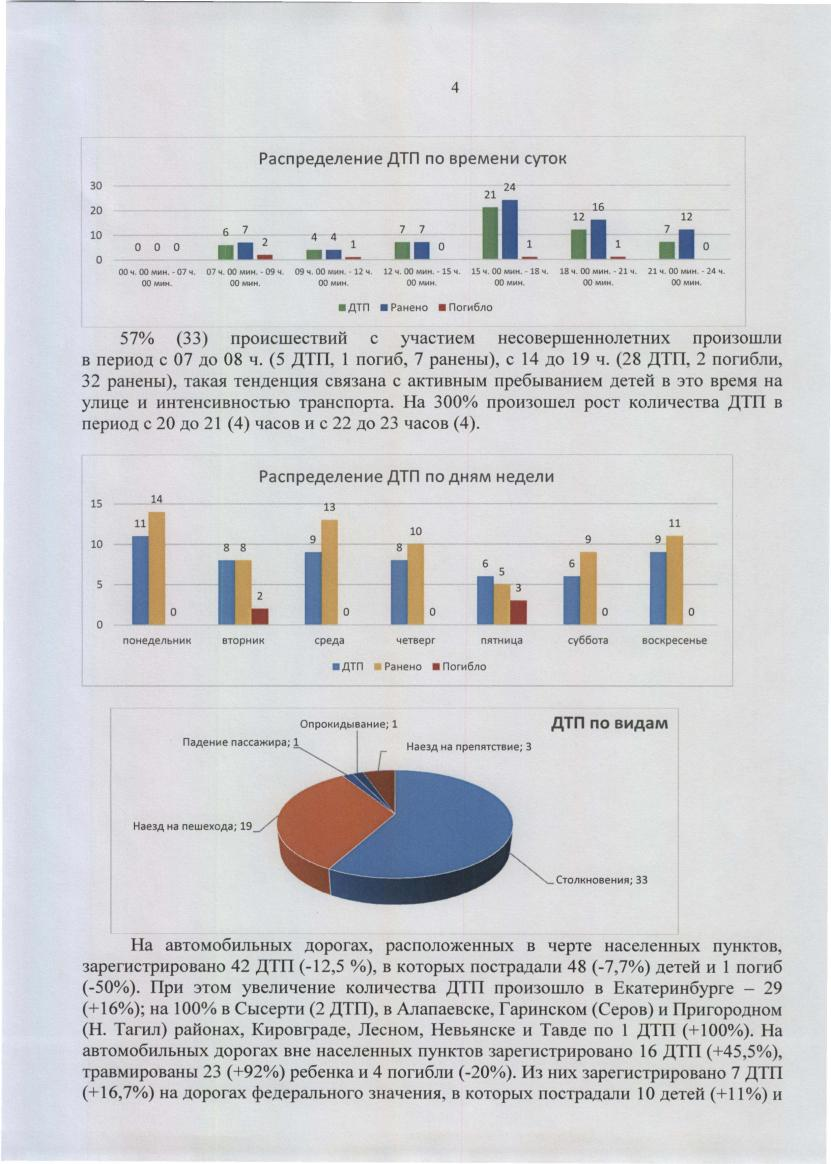 4
Распределение ДТП по времени суток
30
20
10
0
0 0 0
6 7 2
4 4 1
7 7 0
21 24 1
12 16 1
7 12 0
00 ч. 00 мин. - 07 ч. 00 мин.
07 ч. 00 мин. - 09 ч. 00 мин.
09 ч. 00 мин. - 12 ч. 00 мин.
12 ч. 00 мин. - 15 ч. 00 мин.
15 ч. 00 мин. - 18 ч. 00 мин.
18 ч. 00 мин. - 21 ч. 00 мин.
21 ч. 00 мин. - 24 ч. 00 мин.
ДТП Ранено Погибло
57% (33) происшествий с участием несовершеннолетних произошли
в период с 07 до 08 ч. (5 ДТП, 1 погиб, 7 ранены), с 14 до 19 ч. (28 ДТП, 2 погибли,
32 ранены), такая тенденция связана с активным пребыванием детей в это время на
улице и интенсивностью транспорта. На 300% произошел рост количества ДТП в
период с 20 до 21 (4) часов и с 22 до 23 часов (4).
Распределение ДТП по дням недели
15
10
5
0
11 14 0
8 8 2
9 13 0
8 10 0
6 5 3
6 9 0
9 11 0
понедельник вторник среда четверг пятница суббота воскресенье
ДТП Ранено Погибло
ДТП по видам
Опрокидывание; 1
Падение пассажира; 1
Наезд на препятствие; 3
Наезд на пешехода; 19
Столкновения; 33
На автомобильных дорогах, расположенных в черте населенных пунктов,
зарегистрировано 42 ДТП (-12,5 %), в которых пострадали 48 (-7,7%) детей и 1 погиб
(-50%). При этом увеличение количества ДТП произошло в Екатеринбурге – 29
(+16%); на 100% в Сысерти (2 ДТП), в Алапаевске, Гаринском (Серов) и Пригородном
(Н. Тагил) районах, Кировграде, Лесном, Невьянске и Тавде по 1 ДТП (+100%). На
автомобильных дорогах вне населенных пунктов зарегистрировано 16 ДТП (+45,5%),
травмированы 23 (+92%) ребенка и 4 погибли (-20%). Из них зарегистрировано 7 ДТП
(+16,7%) на дорогах федерального значения, в которых пострадали 10 детей (+11%) и